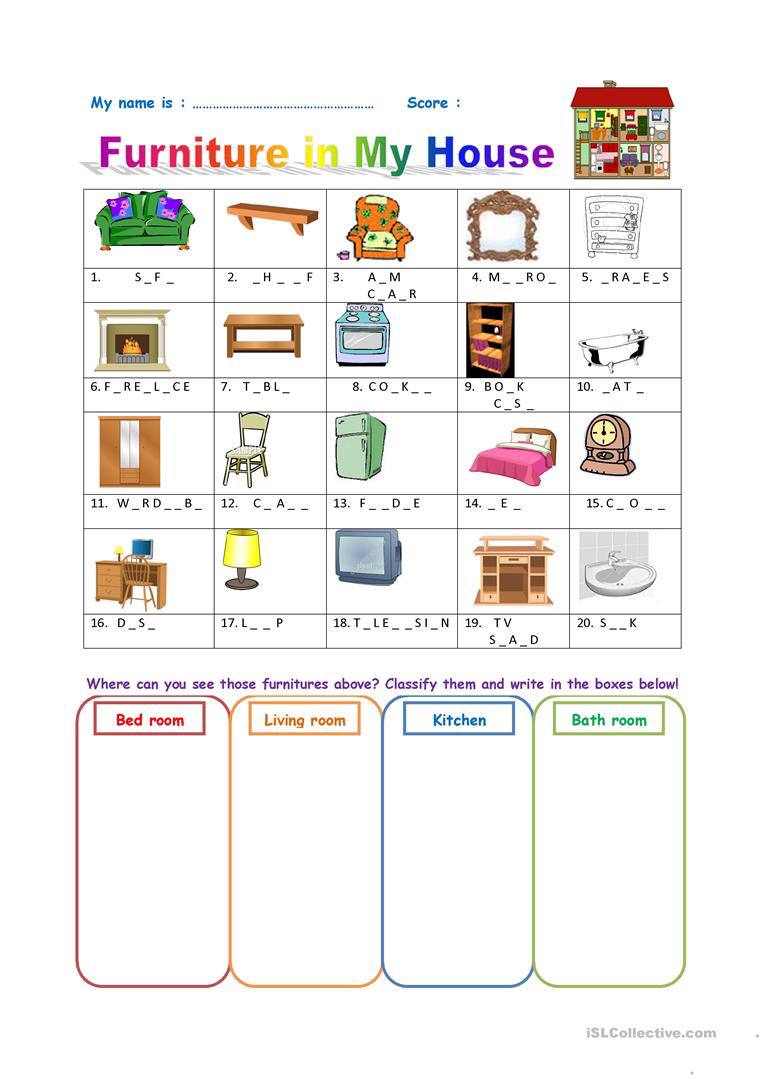 My name is : ……………………………………………… Score :
Furniture in My House
1. S _ F _
2. _ H _ _ F
3. A _ M
C _ A _ R
4. M _ _ R O _
5. _ R A _ E _ S
6. F _ R E _ L _ C E
7. T _ B L _
8. C O _ K _ _
9. B O _ K
C _ S _
10. _ A T _
11. W _ R D _ _ B _
12. C _ A _ _
13. F _ _ D _ E
14. _ E _
15. C _ O _ _
16. D _ S _
17. L _ _ P
18. T _ L E _ _ S I _ N
19. T V
S _ A _ D
20. S _ _ K
Where can you see those furnitures above? Classify them and write in the boxes below!
Bed room
Living room
Kitchen
Bath room
iSLCollective.com